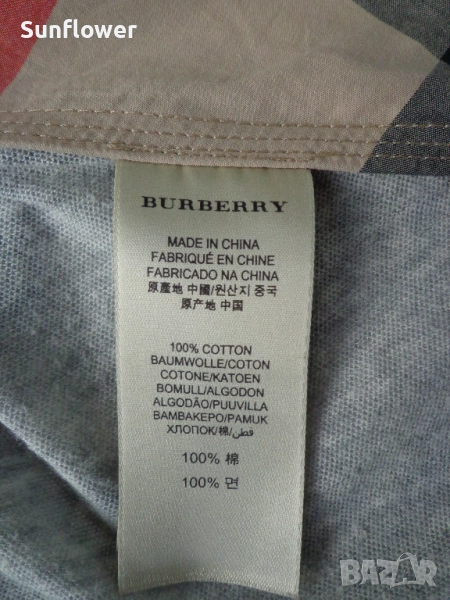 Sunflower
BURBERRY
MADE IN CHINA
FABRIQUÉ EN CHINE
FABRICADO NA CHINA
原產地 中國/원산지 중국
原产地 中国
100% COTTON
BAUMWOLLE/COTON
COTONE/KATOEN
BOMULL/ALGODON
ALGODÃO/PUUVILLA
BAMBAKEPO/PAMUK
ХЛОПОК/棉/قطن
100% 棉
100% 면
BAZAR